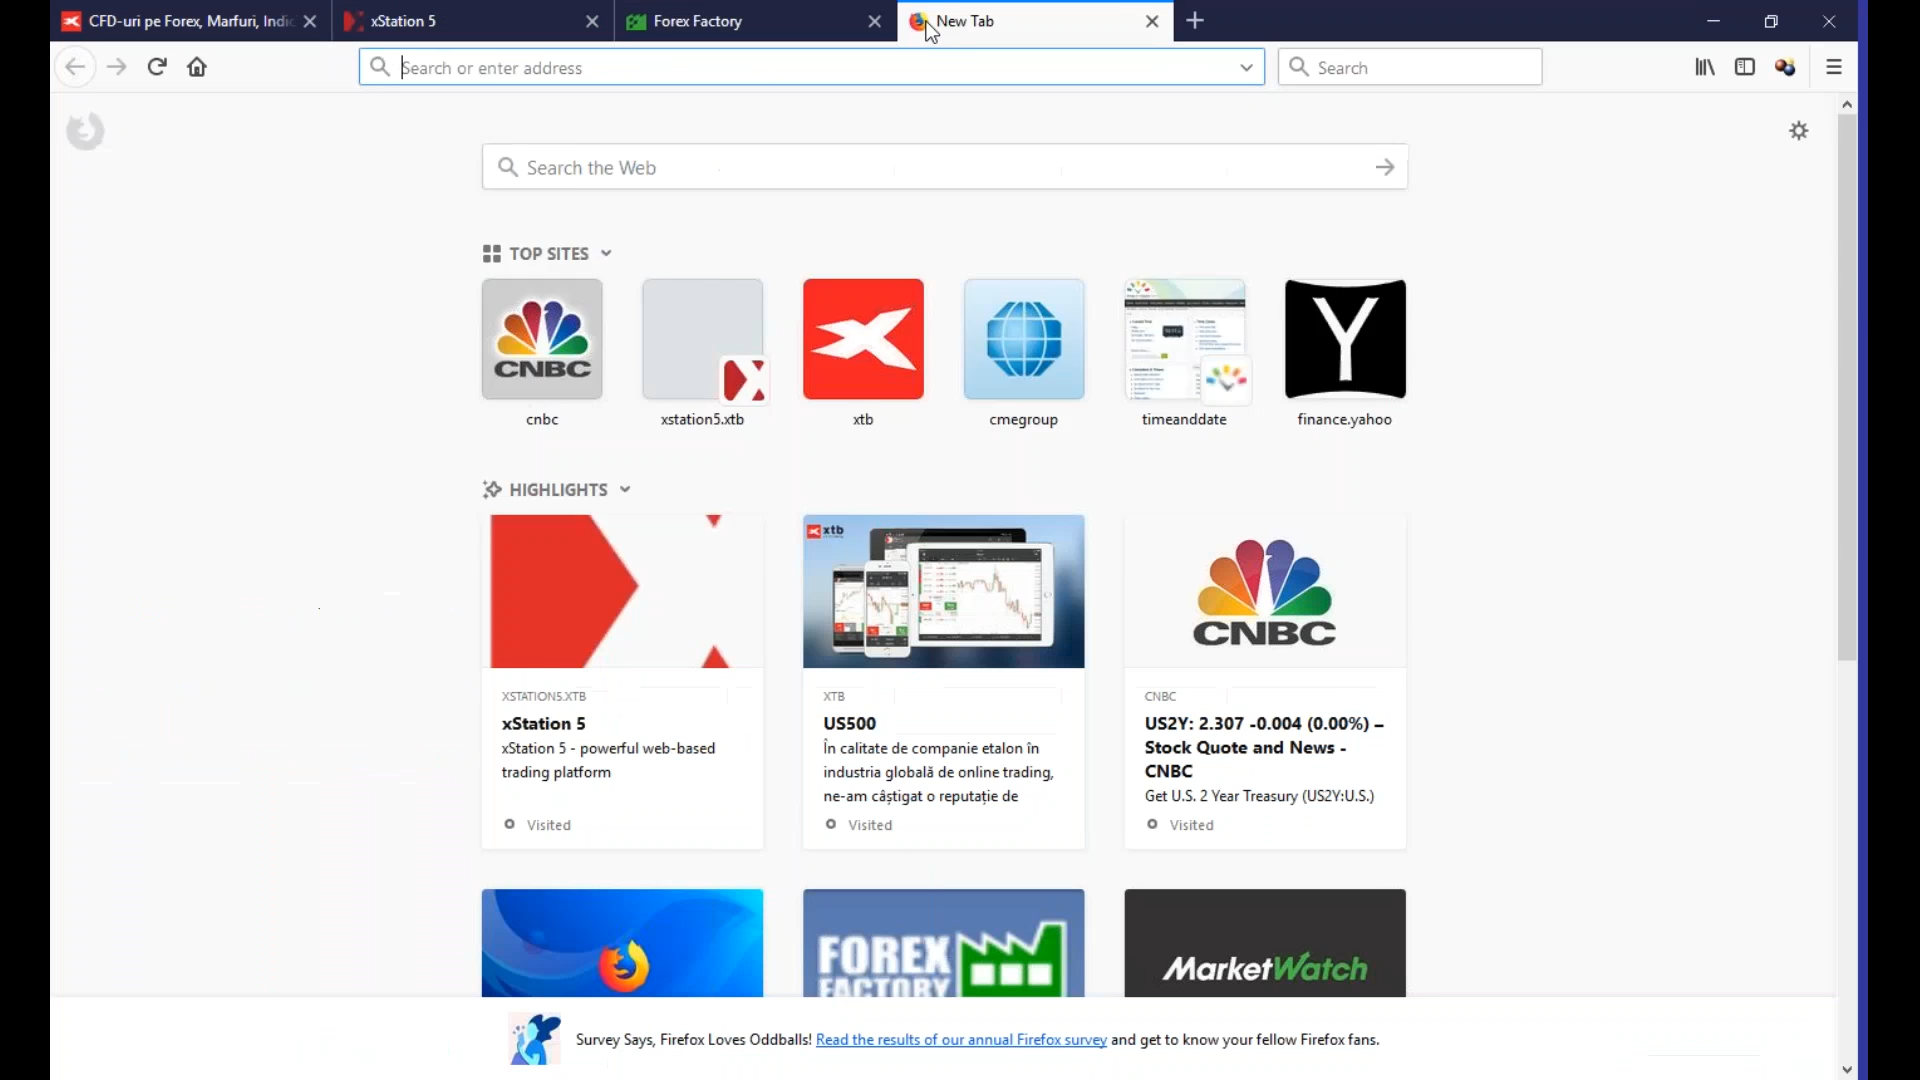 CFD-uri pe Forex, Marfuri, Indic
xStation 5
Forex Factory
New Tab
Search or enter address
Search
Search the Web
TOP SITES
CNBC
Y
cnbc
xstation5.xtb
xtb
cmegroup
timeanddate
finance.yahoo
HIGHLIGHTS
xtb
CNBC
XSTATION5.XTB
xStation 5
xStation 5 - powerful web-based
trading platform
Visited
XTB
US500
În calitate de companie etalon în
industria globală de online trading,
ne-am câștigat o reputație de
Visited
CNBC
US2Y: 2.307 -0.004 (0.00%) –
Stock Quote and News -
CNBC
Get U.S. 2 Year Treasury (US2Y:U.S.)
Visited
FOREX
FACTORY
MarketWatch
Survey Says, Firefox Loves Oddballs! Read the results of our annual Firefox survey and get to know your fellow Firefox fans.